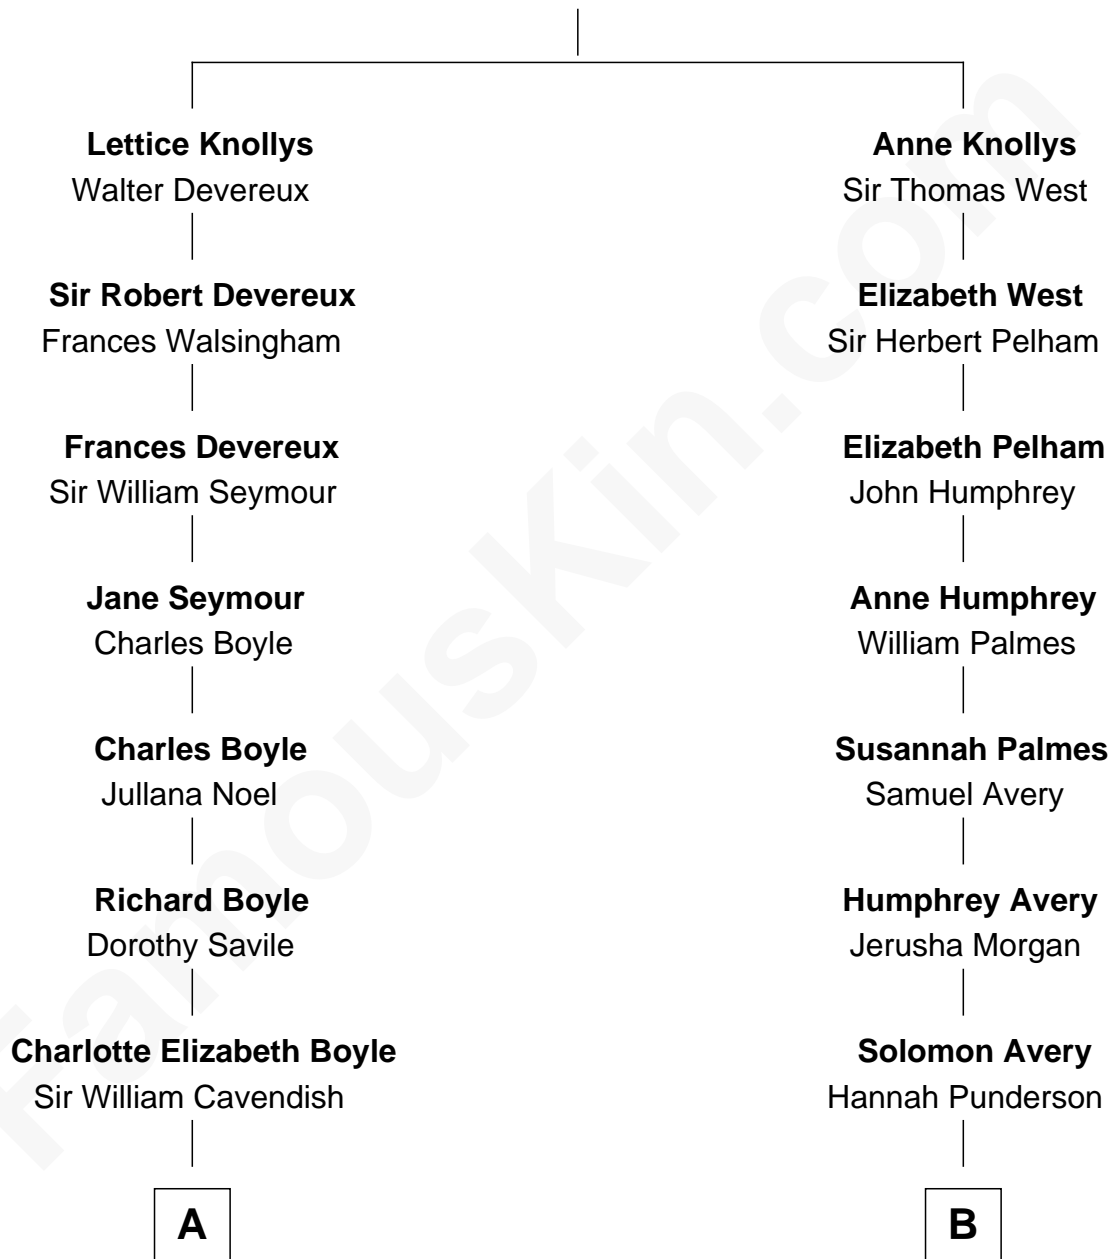 Lettice Knollys
Walter Devereux
Anne Knollys
Sir Thomas West
Sir Robert Devereux
Frances Walsingham
Elizabeth West
Sir Herbert Pelham
Frances Devereux
Sir William Seymour
Elizabeth Pelham
John Humphrey
Jane Seymour
Charles Boyle
Anne Humphrey
William Palmes
Charles Boyle
Jullana Noel
Susannah Palmes
Samuel Avery
Richard Boyle
Dorothy Savile
Humphrey Avery
Jerusha Morgan
Charlotte Elizabeth Boyle
Sir William Cavendish
Solomon Avery
Hannah Punderson
A
B
FamousKin.com